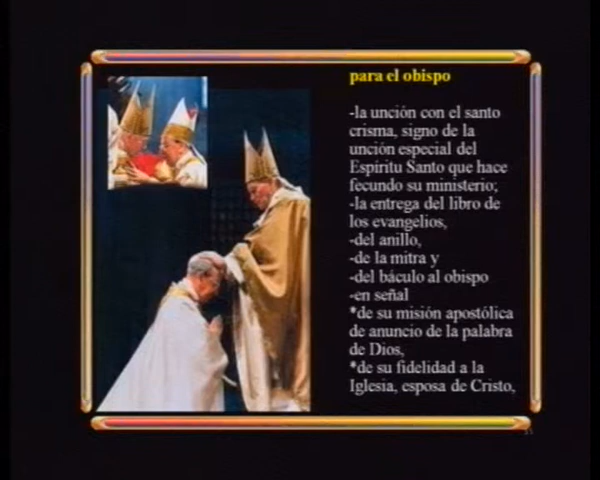 para el obispo
-la unción con el santo
crisma, signo de la
unción especial del
Espíritu Santo que hace
fecundo su ministerio;
-la entrega del libro de
los evangelios,
-del anillo,
-de la mitra y
-del báculo al obispo
-en señal
*de su misión apostólica
de anuncio de la palabra
de Dios,
*de su fidelidad a la
Iglesia, esposa de Cristo,